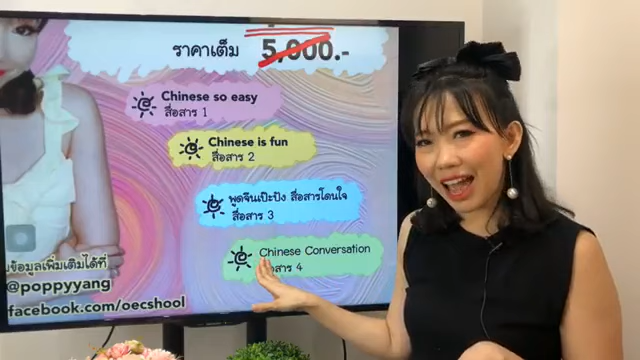 ราคาเต็ม 5,000.-
Chinese so easy
สื่อสาร 1
Chinese is fun
สื่อสาร 2
พูดจีนเป๊ะปัง สื่อสารโดนใจ
สื่อสาร 3
Chinese Conversation
สาร 4
ข้อมูลเพิ่มเติมได้ที่
@poppyyang
facebook.com/oecshool